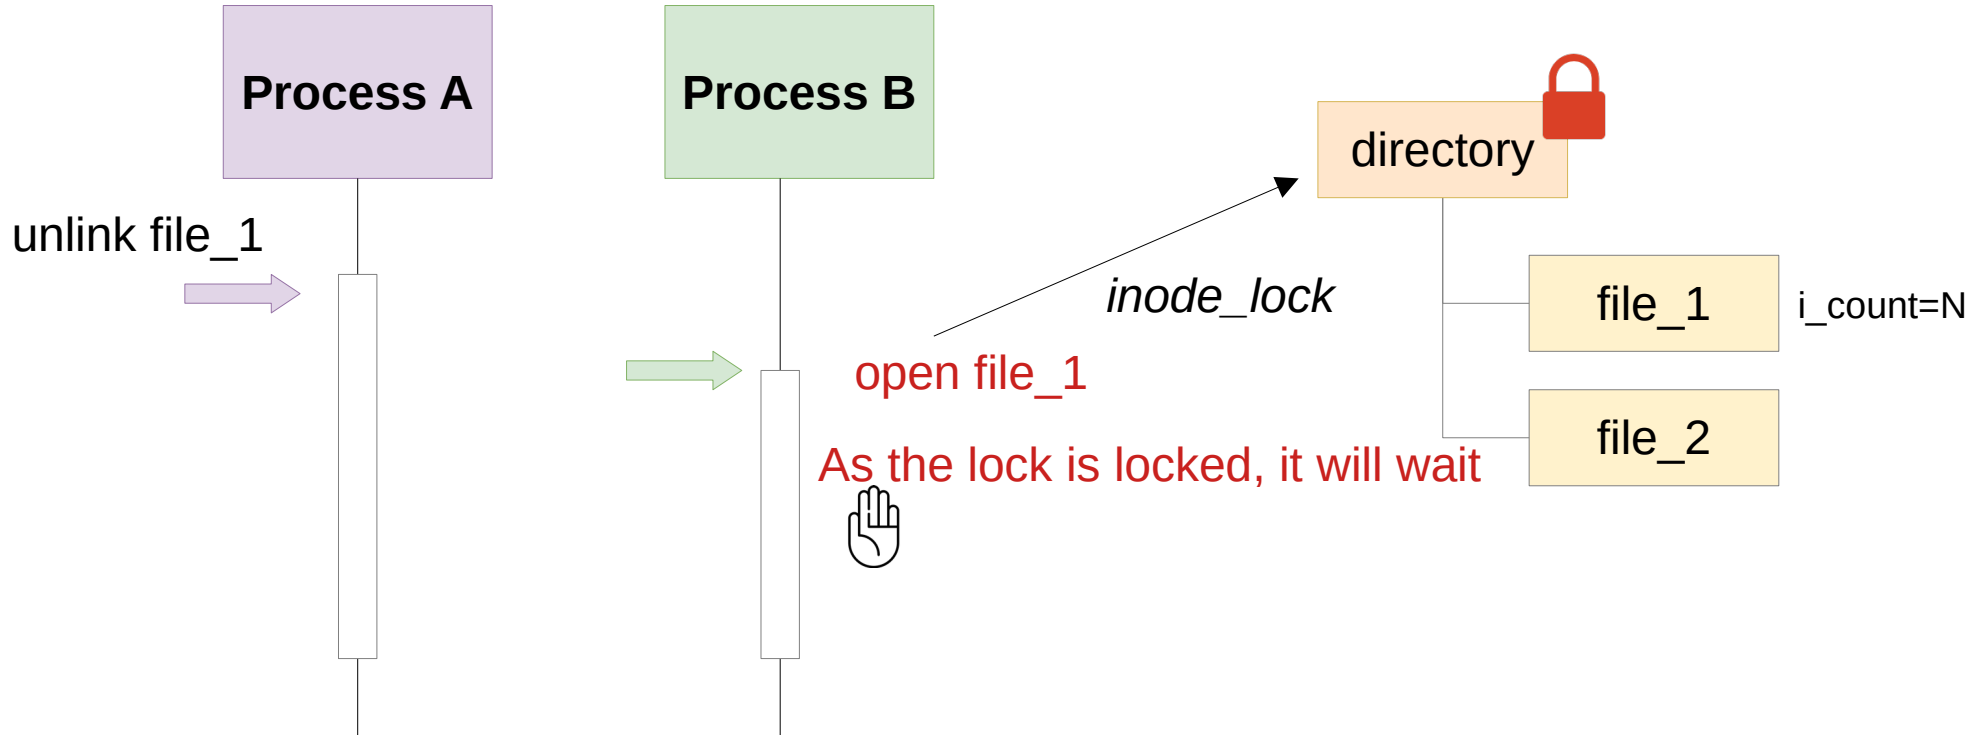 Process A
Process B
directory
unlink file_1
inode_lock
file_1
i_count=N
open file_1
file_2
As the lock is locked, it will wait